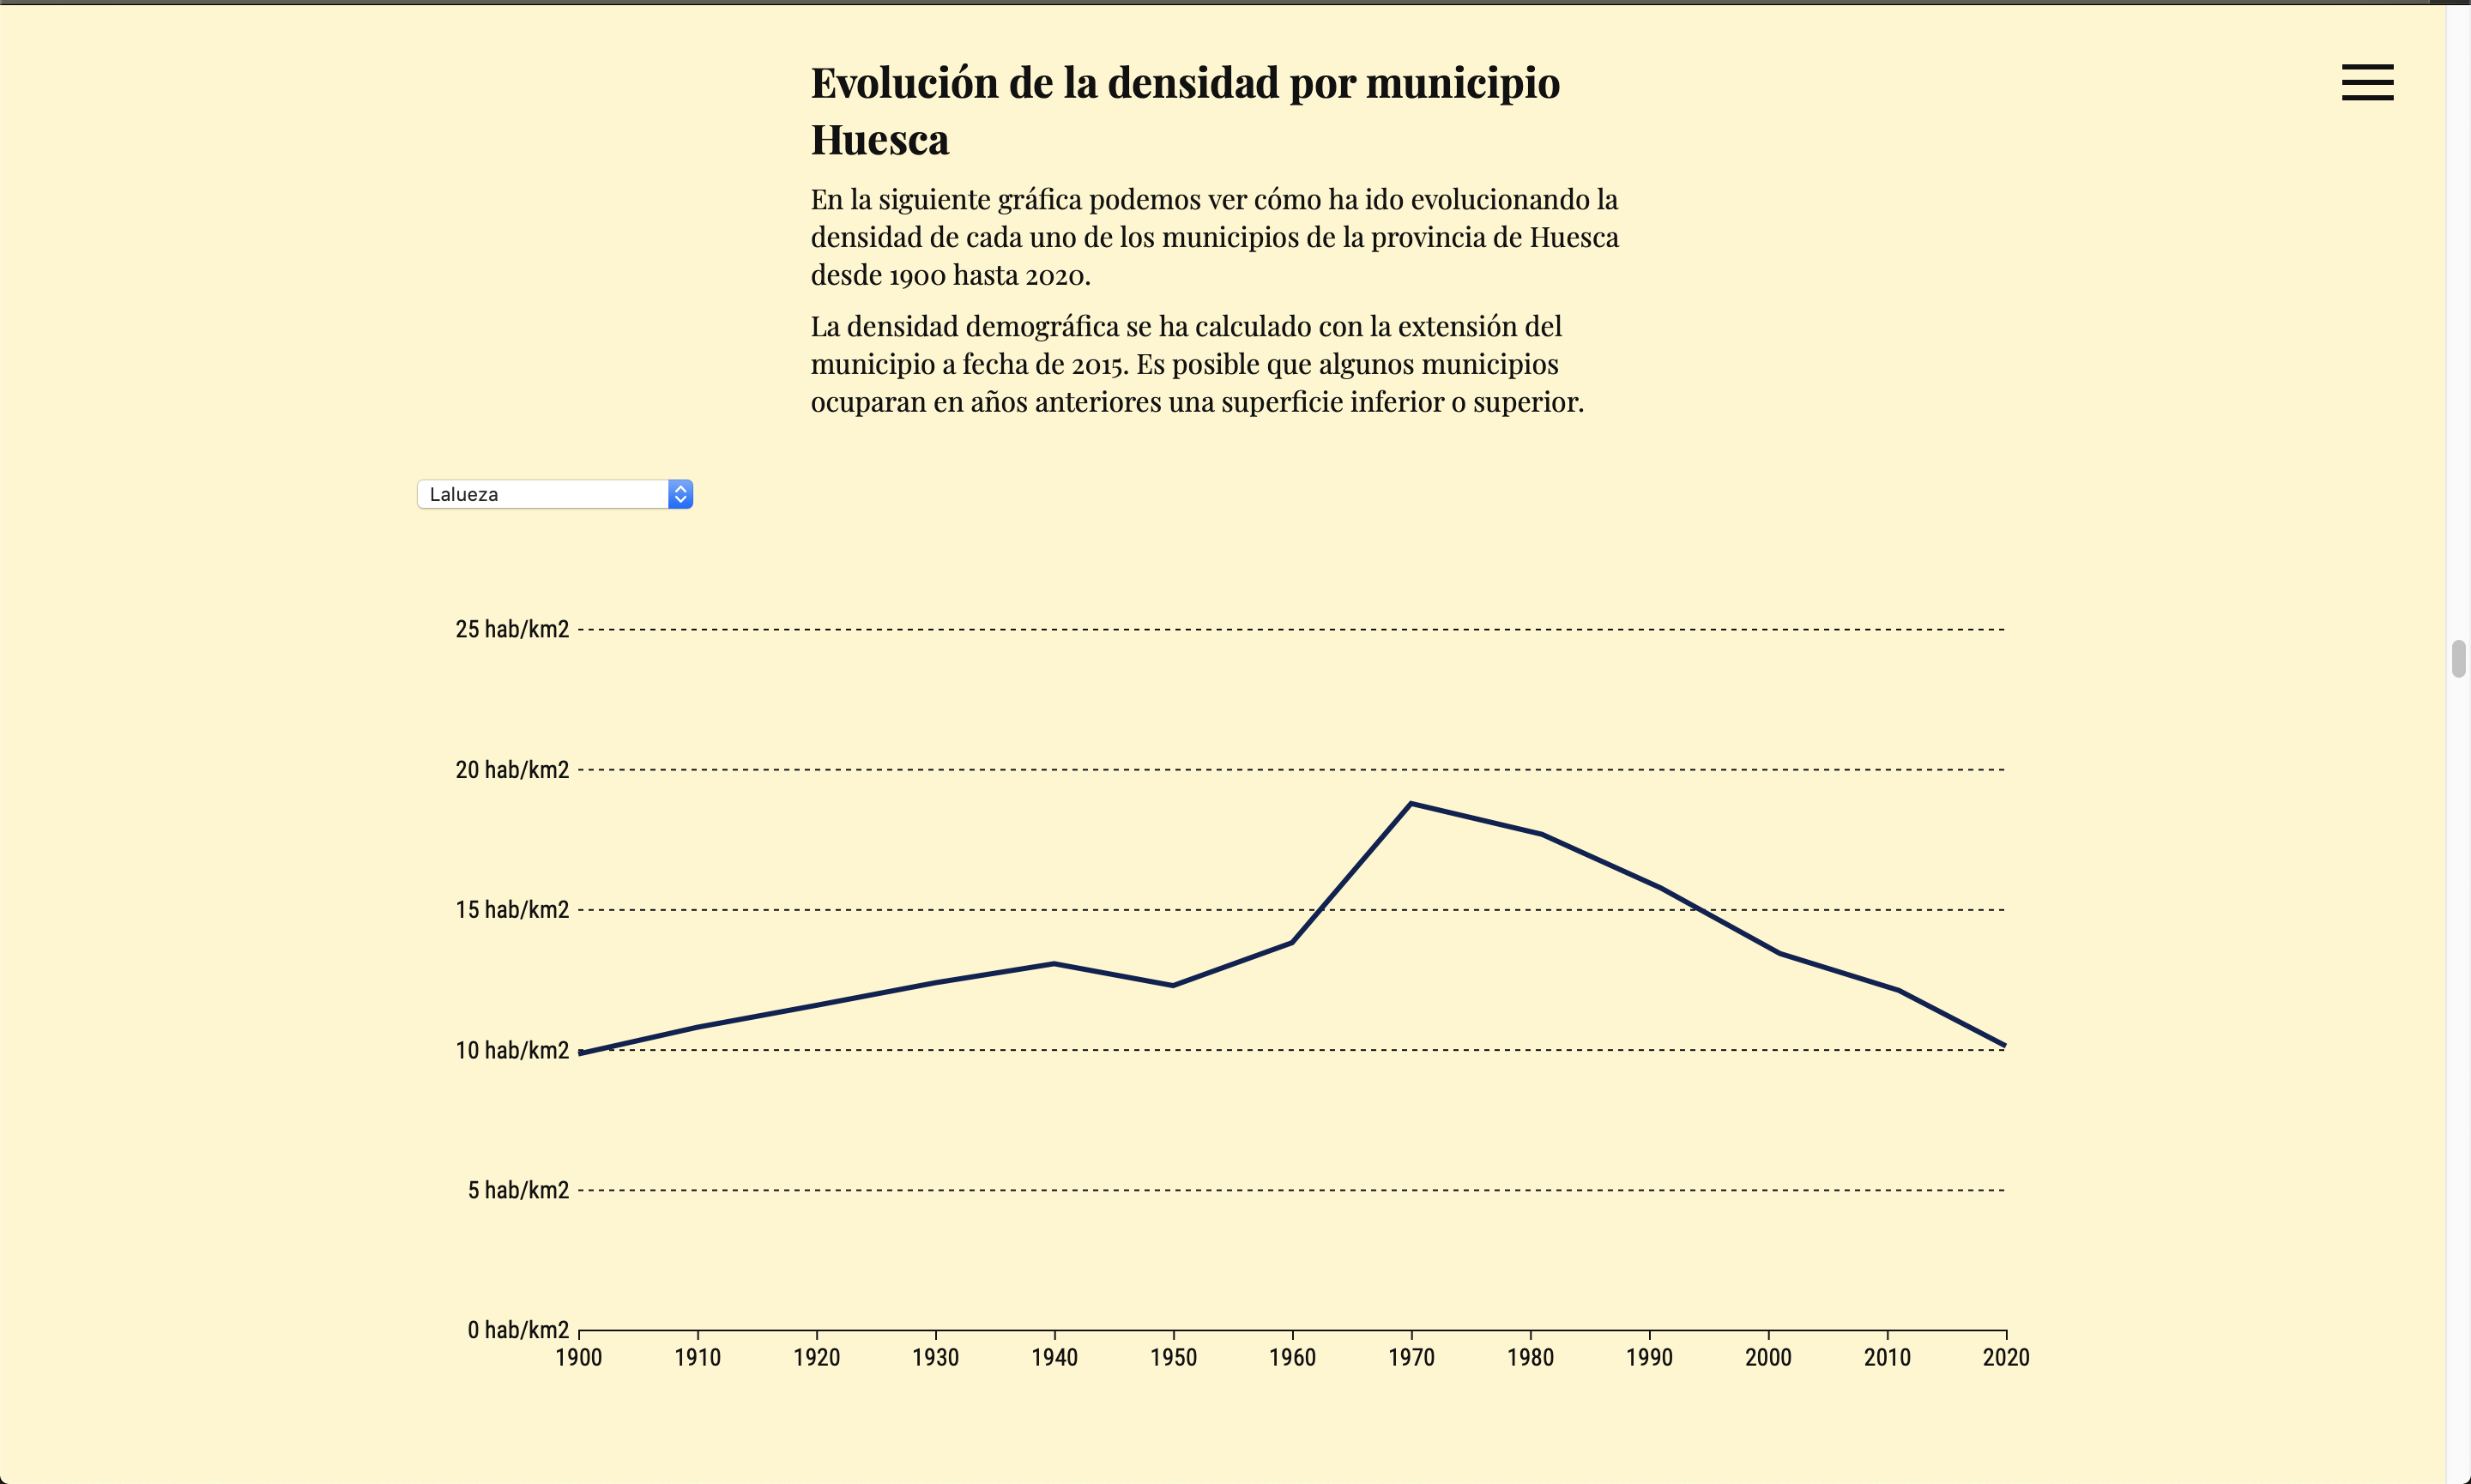 Evolución de la densidad por municipio
Huesca
En la siguiente gráfica podemos ver cómo ha ido evolucionando la
densidad de cada uno de los municipios de la provincia de Huesca
desde 1900 hasta 2020.
La densidad demográfica se ha calculado con la extensión del
municipio a fecha de 2015. Es posible que algunos municipios
ocuparan en años anteriores una superficie inferior o superior.
Lalueza
25 hab/km2
20 hab/km2
15 hab/km2
10 hab/km2
5 hab/km2
0 hab/km2
1900 1910 1920 1930 1940 1950 1960 1970 1980 1990 2000 2010 2020